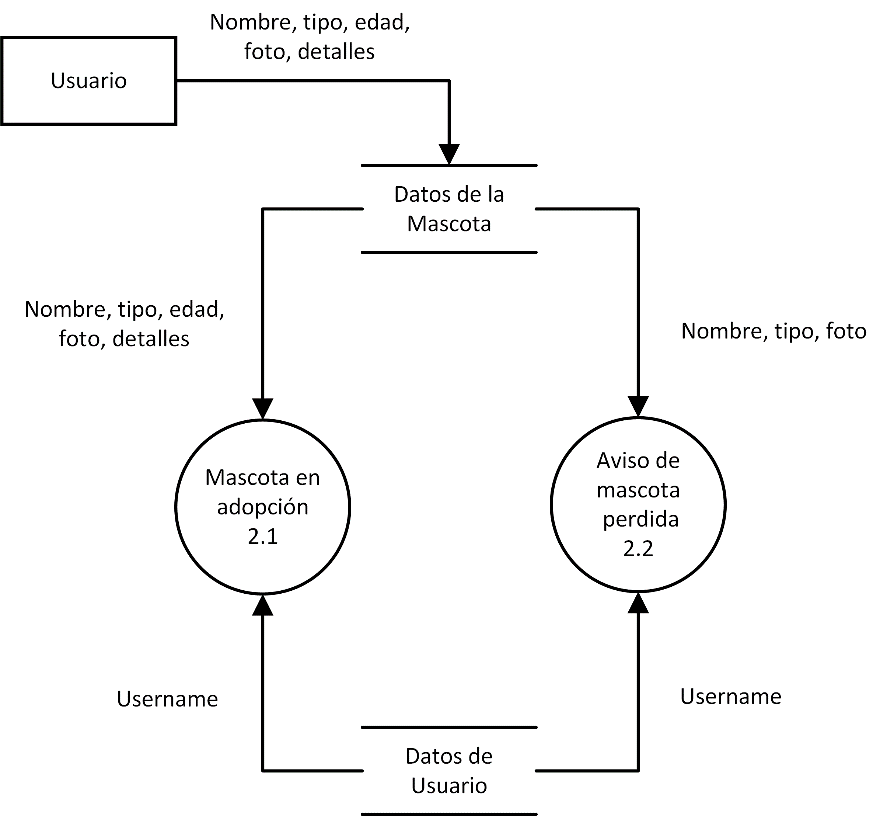 Nombre, tipo, edad,
foto, detalles
Usuario
Datos de la
Mascota
Nombre, tipo, edad,
foto, detalles
Nombre, tipo, foto
Mascota en
adopción
2.1
Aviso de
mascota
perdida
2.2
Username
Username
Datos de
Usuario